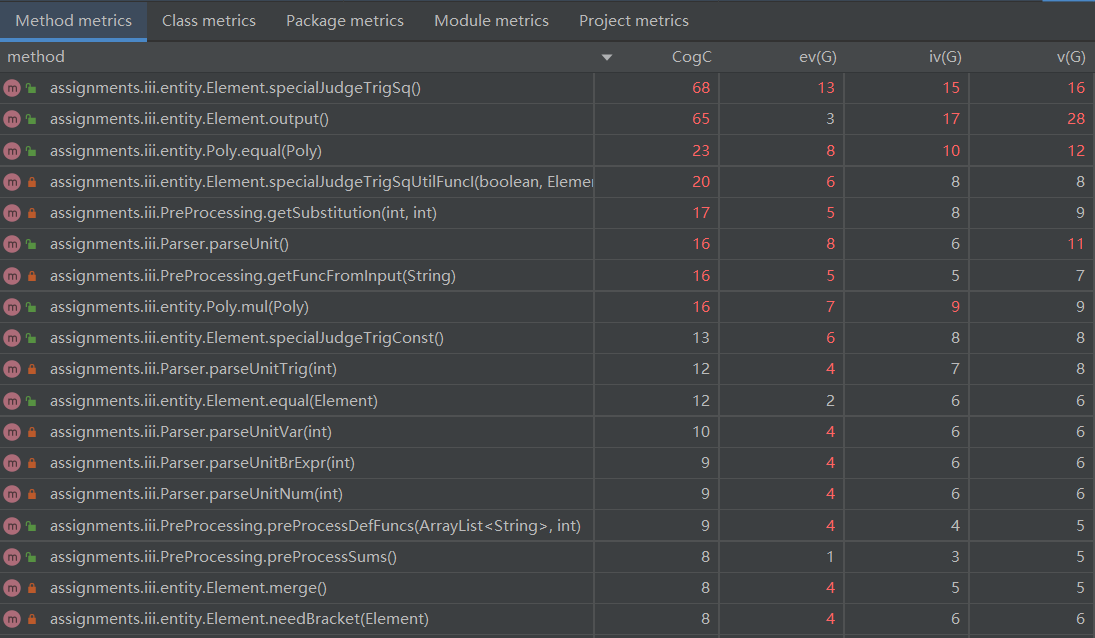 Method metrics Class metrics Package metrics Module metrics Project metrics
method CogC ev(G) iv(G) v(G)
m assignments.iii.entity.Element.specialJudgeTrigSq() 68 13 15 16
m assignments.iii.entity.Element.output() 65 3 17 28
m assignments.iii.entity.Poly.equal(Poly) 23 8 10 12
m assignments.iii.entity.Element.specialJudgeTrigSqUtilFuncI(boolean, Elemer 20 6 8 8
m assignments.iii.PreProcessing.getSubstitution(int, int) 17 5 8 9
m assignments.iii.Parser.parseUnit() 16 8 6 11
m assignments.iii.PreProcessing.getFuncFromInput(String) 16 5 5 7
m assignments.iii.entity.Poly.mul(Poly) 16 7 9 9
m assignments.iii.entity.Element.specialJudgeTrigConst() 13 6 8 8
m assignments.iii.Parser.parseUnitTrig(int) 12 4 7 8
m assignments.iii.entity.Element.equal(Element) 12 2 6 6
m assignments.iii.Parser.parseUnitVar(int) 10 4 6 6
m assignments.iii.Parser.parseUnitBrExpr(int) 9 4 6 6
m assignments.iii.Parser.parseUnitNum(int) 9 4 6 6
m assignments.iii.PreProcessing.preProcessDefFuncs(ArrayList<String>, int) 9 4 4 5
m assignments.iii.PreProcessing.preProcessSums() 8 1 3 5
m assignments.iii.entity.Element.merge() 8 4 5 5
m assignments.iii.entity.Element.needBracket(Element) 8 4 6 6